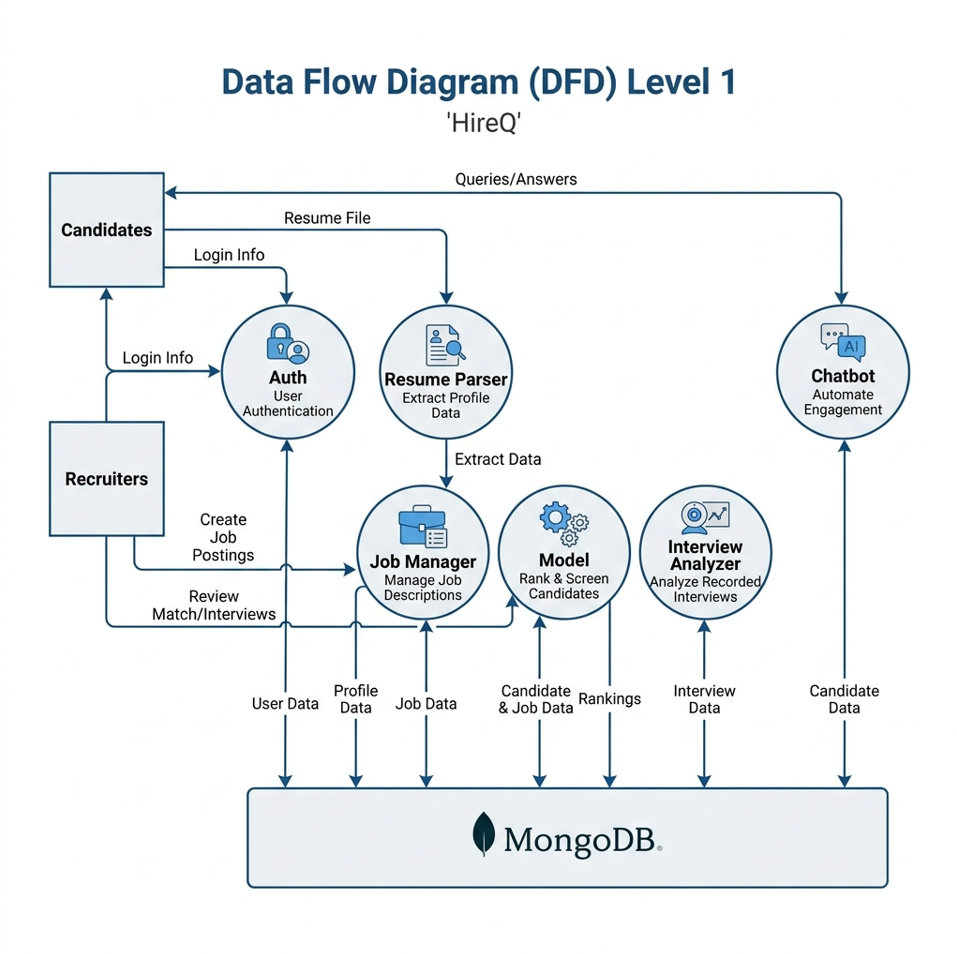 Data Flow Diagram (DFD) Level 1
'HireQ'
Queries/Answers
Candidates
Resume File
Login Info
Login Info
Auth
User
Authentication
Resume Parser
Extract Profile
Data
AI
Chatbot
Automate
Engagement
Recruiters
Extract Data
Create
Job
Postings
Job Manager
Manage Job
Descriptions
Model
Rank & Screen
Candidates
Interview
Analyzer
Analyze Recorded
Interviews
Review
Match/Interviews
User Data
Profile
Data
Job Data
Candidate
& Job Data
Rankings
Interview
Data
Candidate
Data
MongoDB®